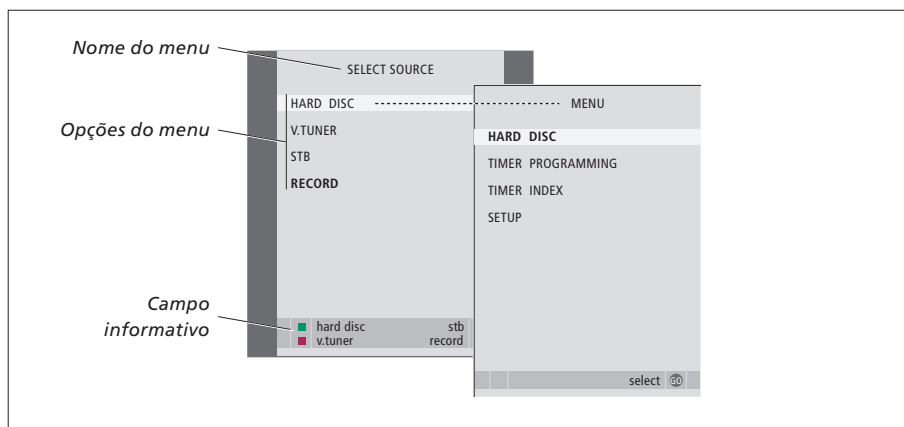 Nome do menu
SELECT SOURCE
HARD DISC
MENU
Opções do menu
V.TUNER
STB
RECORD
HARD DISC
TIMER PROGRAMMING
TIMER INDEX
SETUP
Campo
informativo
hard disc stb
v.tuner record
select GO